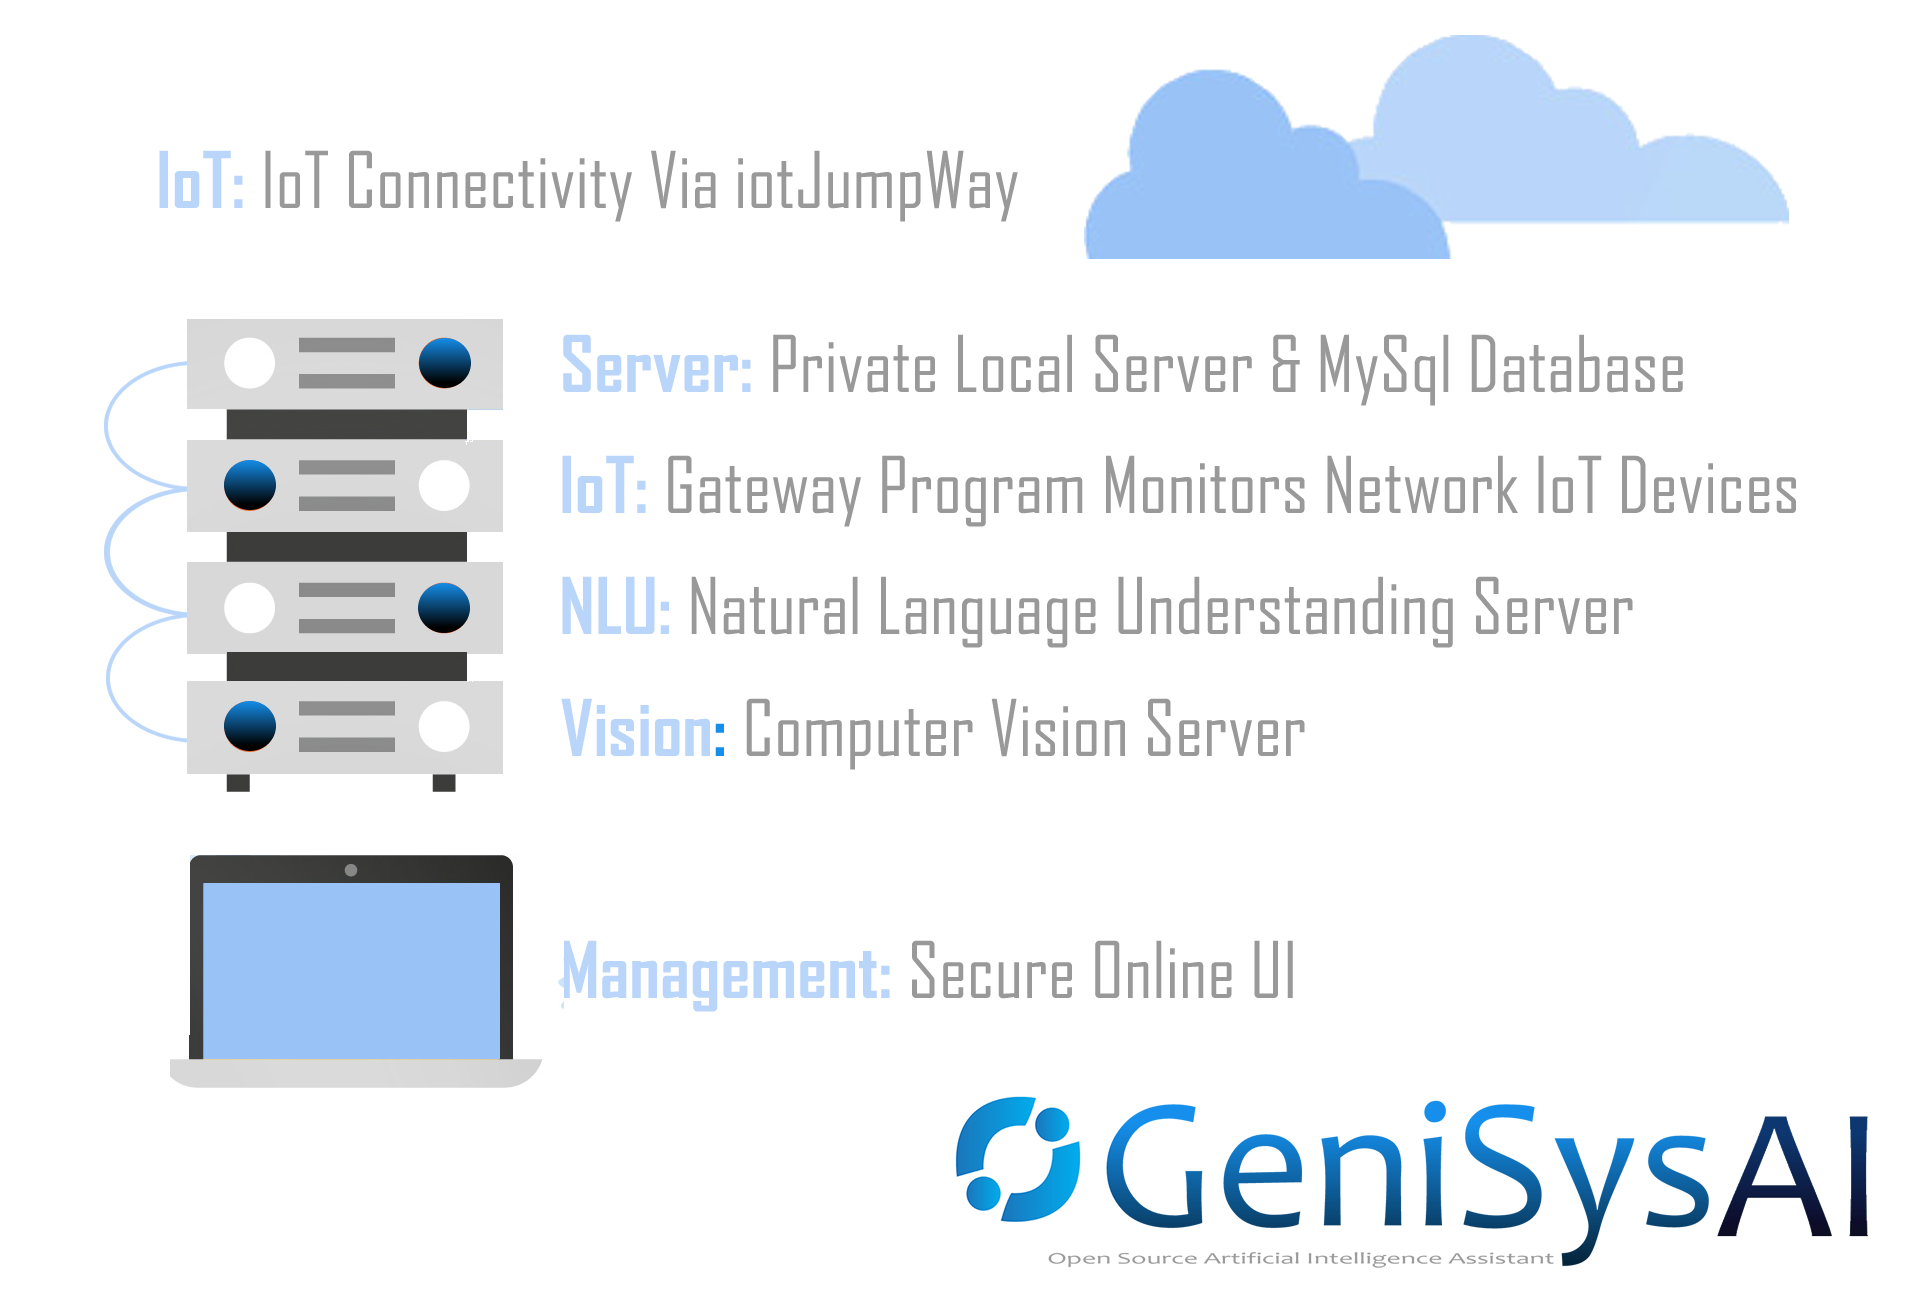 IoT: IoT Connectivity Via iotJumpWay
Server: Private Local Server & MySql Database
IoT: Gateway Program Monitors Network IoT Devices
NLU: Natural Language Understanding Server
Vision: Computer Vision Server
Management: Secure Online UI
GeniSysAI
Open Source Artificial Intelligence Assistant